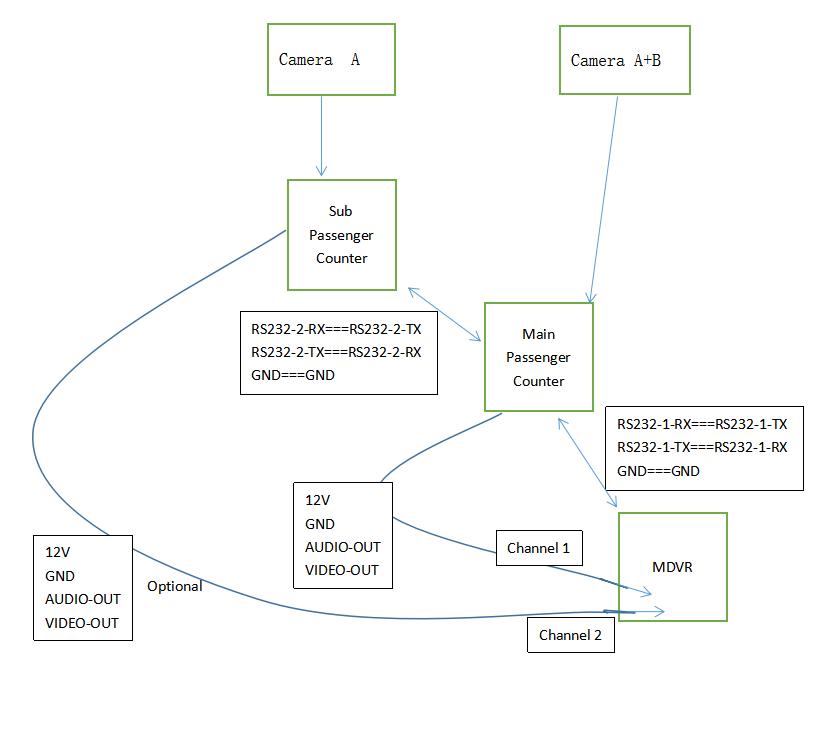 Camera A
Camera A+B
Sub
Passenger
Counter
RS232-2-RX===RS232-2-TX
RS232-2-TX===RS232-2-RX
GND===GND
Main
Passenger
Counter
RS232-1-RX===RS232-1-TX
RS232-1-TX===RS232-1-RX
GND===GND
12V
GND
AUDIO-OUT
VIDEO-OUT
Channel 1
MDVR
12V
GND
AUDIO-OUT
VIDEO-OUT
Optional
Channel 2